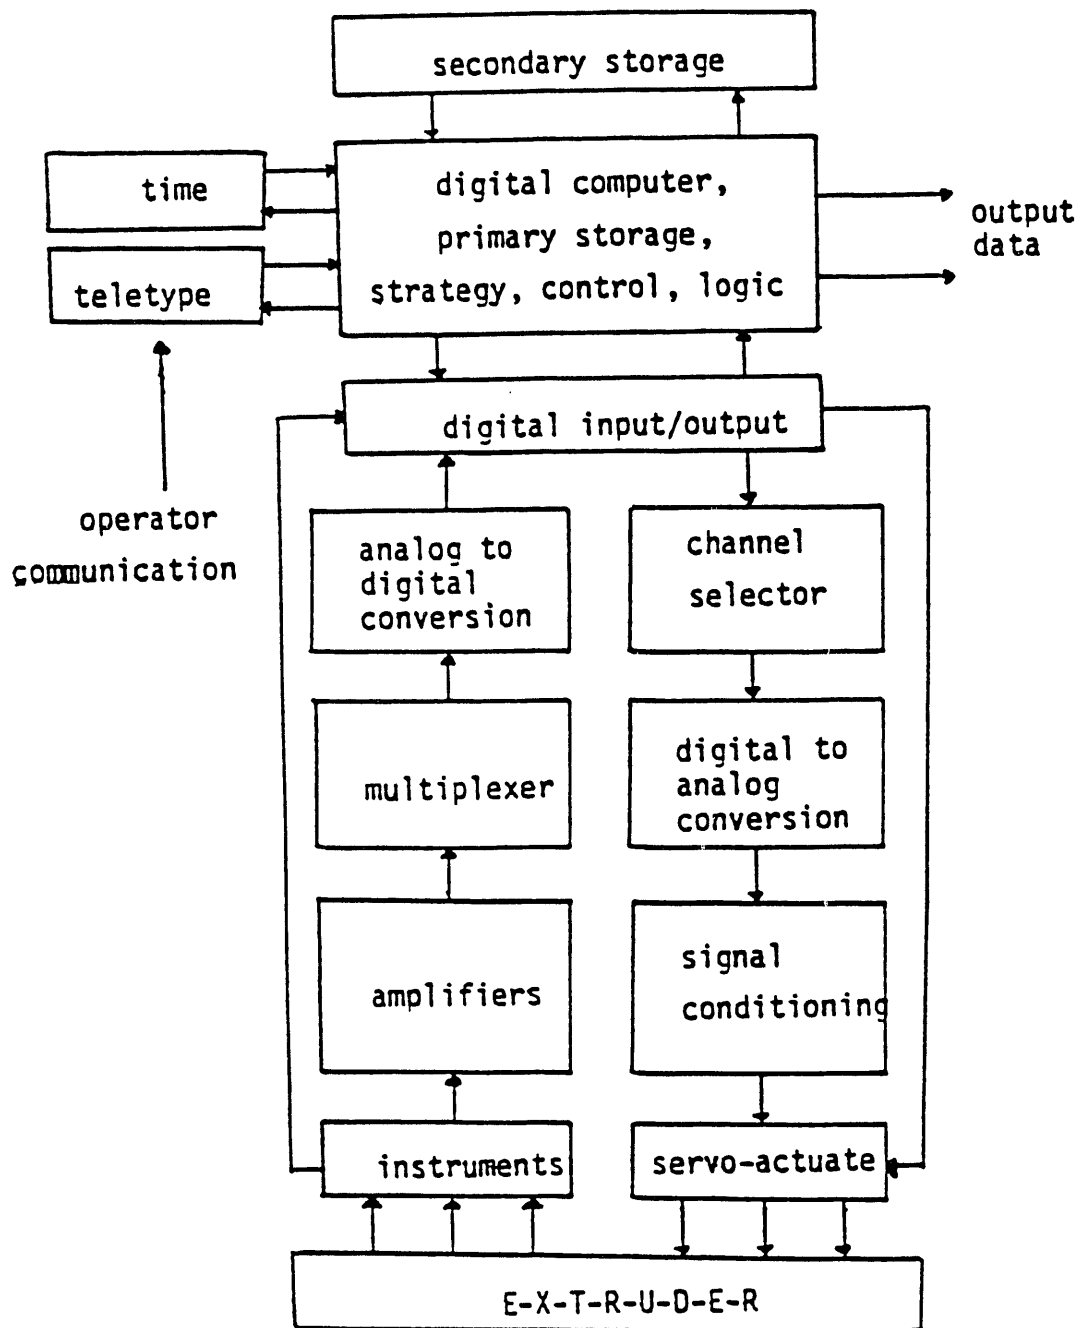 secondary storage
time
digital computer,
primary storage,
strategy, control, logic
output
data
teletype
digital input/output
operator
communication
analog to
digital
conversion
channel
selector
multiplexer
digital to
analog
conversion
amplifiers
signal
conditioning
instruments
servo-actuate
E-X-T-R-U-D-E-R